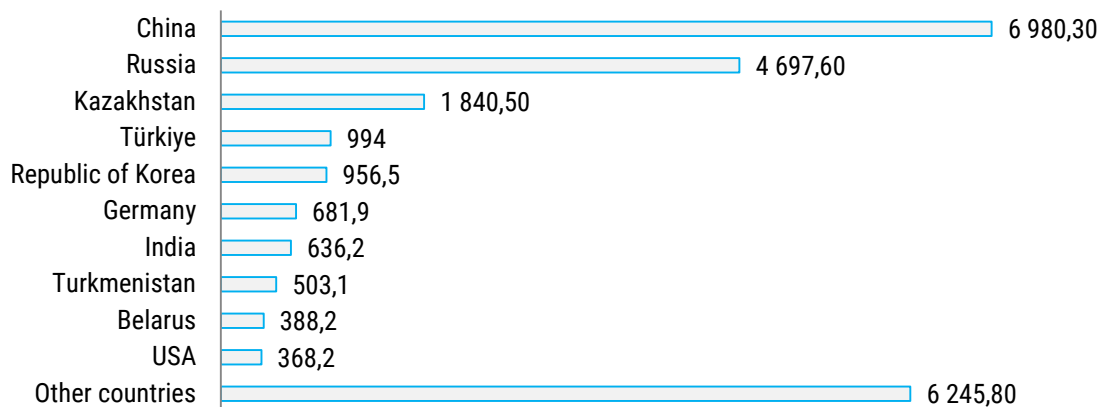 China 6 980,30
Russia 4 697,60
Kazakhstan 1 840,50
Türkiye 994
Republic of Korea 956,5
Germany 681,9
India 636,2
Turkmenistan 503,1
Belarus 388,2
USA 368,2
Other countries 6 245,80